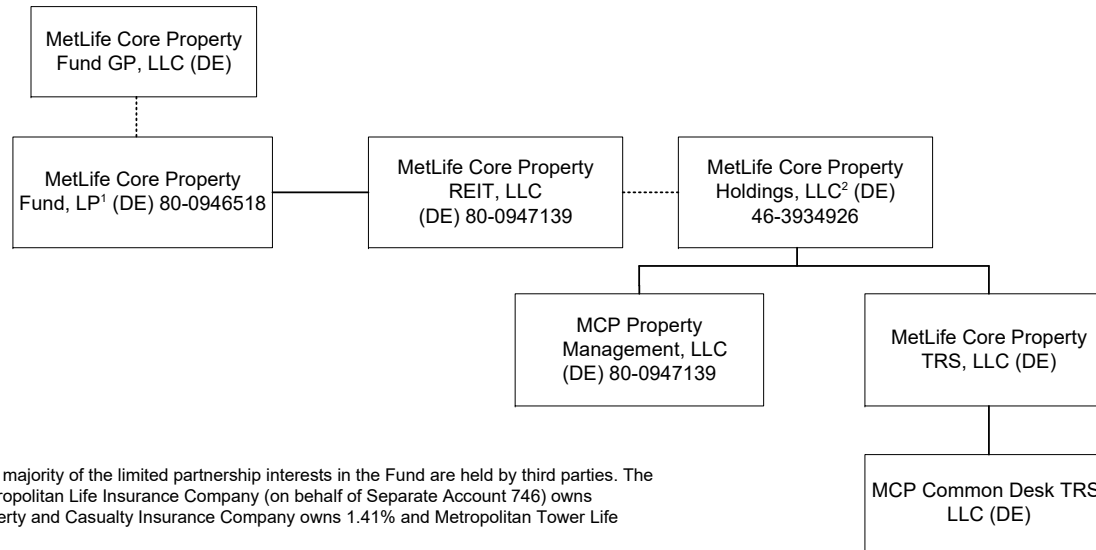 MetLife Core Property
Fund GP, LLC (DE)
MetLife Core Property
Fund, LP¹ (DE) 80-0946518
MetLife Core Property
REIT, LLC
(DE) 80-0947139
MetLife Core Property
Holdings, LLC² (DE)
46-3934926
MCP Property
Management, LLC
(DE) 80-0947139
MetLife Core Property
TRS, LLC (DE)
MCP Common Desk TRS
LLC (DE)
majority of the limited partnership interests in the Fund are held by third parties. The
ropolitan Life Insurance Company (on behalf of Separate Account 746) owns
erty and Casualty Insurance Company owns 1.41% and Metropolitan Tower Life